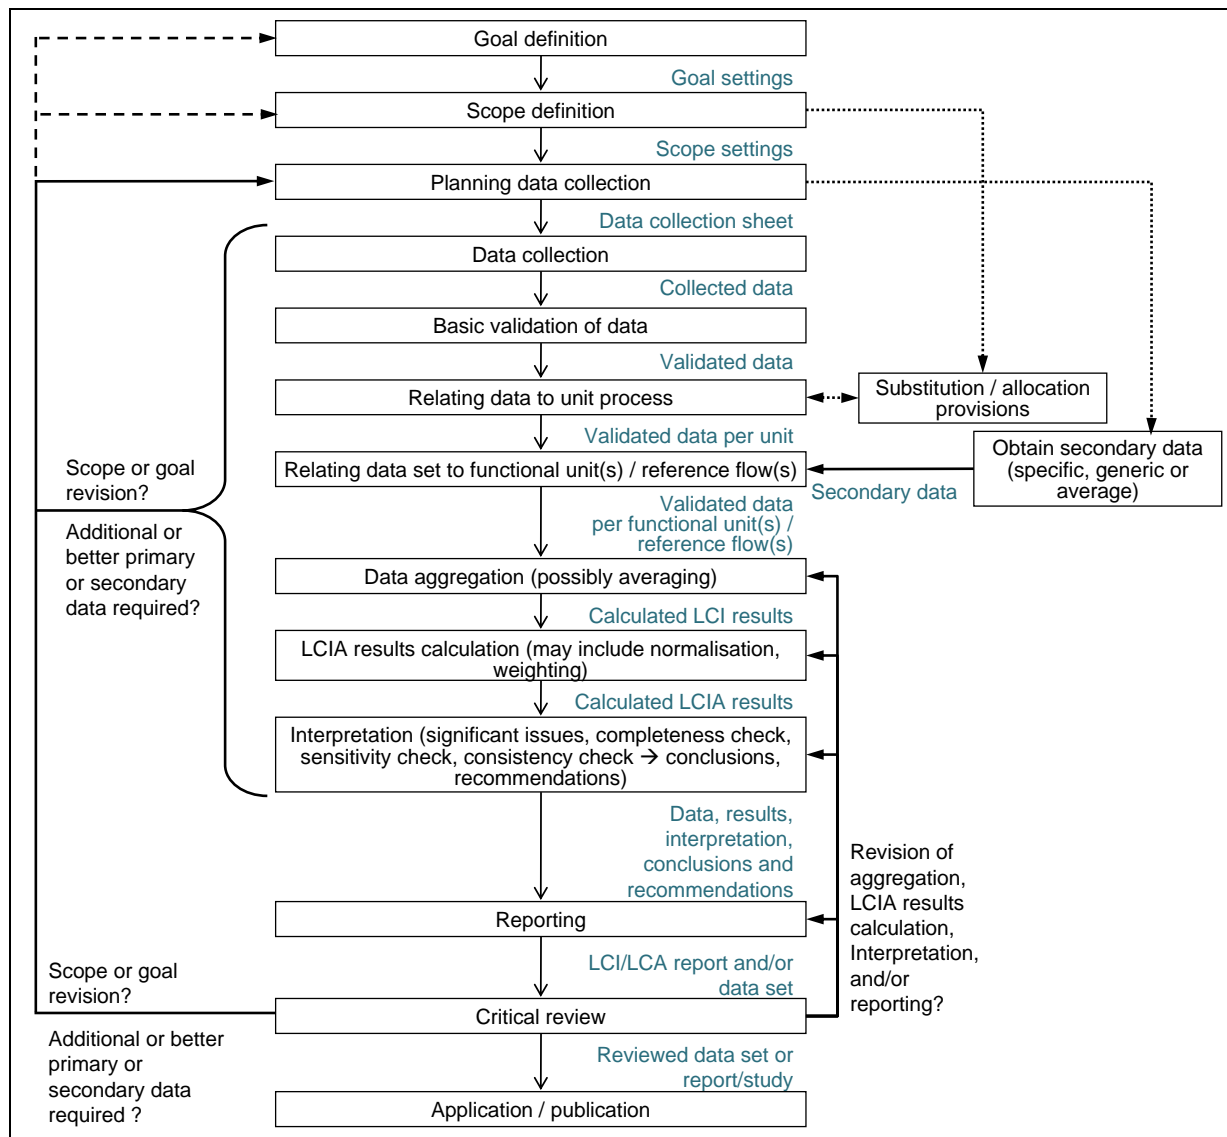 Goal definition
Goal settings
Scope definition
Scope settings
Planning data collection
Data collection sheet
Data collection
Collected data
Basic validation of data
Validated data
Relating data to unit process
Substitution / allocation
provisions
Validated data per unit
Relating data set to functional unit(s) / reference flow(s)
Secondary data
Obtain secondary data
(specific, generic or
average)
Scope or goal
revision?
Additional or
better primary
or secondary
data required?
Validated data
per functional unit(s) /
reference flow(s)
Data aggregation (possibly averaging)
Calculated LCI results
LCIA results calculation (may include normalisation,
weighting)
Calculated LCIA results
Interpretation (significant issues, completeness check,
sensitivity check, consistency check → conclusions,
recommendations)
Data, results,
interpretation,
conclusions and
recommendations
Revision of
aggregation,
LCIA results
calculation,
Interpretation,
and/or
reporting?
Reporting
LCI/LCA report and/or
data set
Scope or goal
revision?
Critical review
Additional or better
primary or
secondary data
required ?
Reviewed data set or
report/study
Application / publication